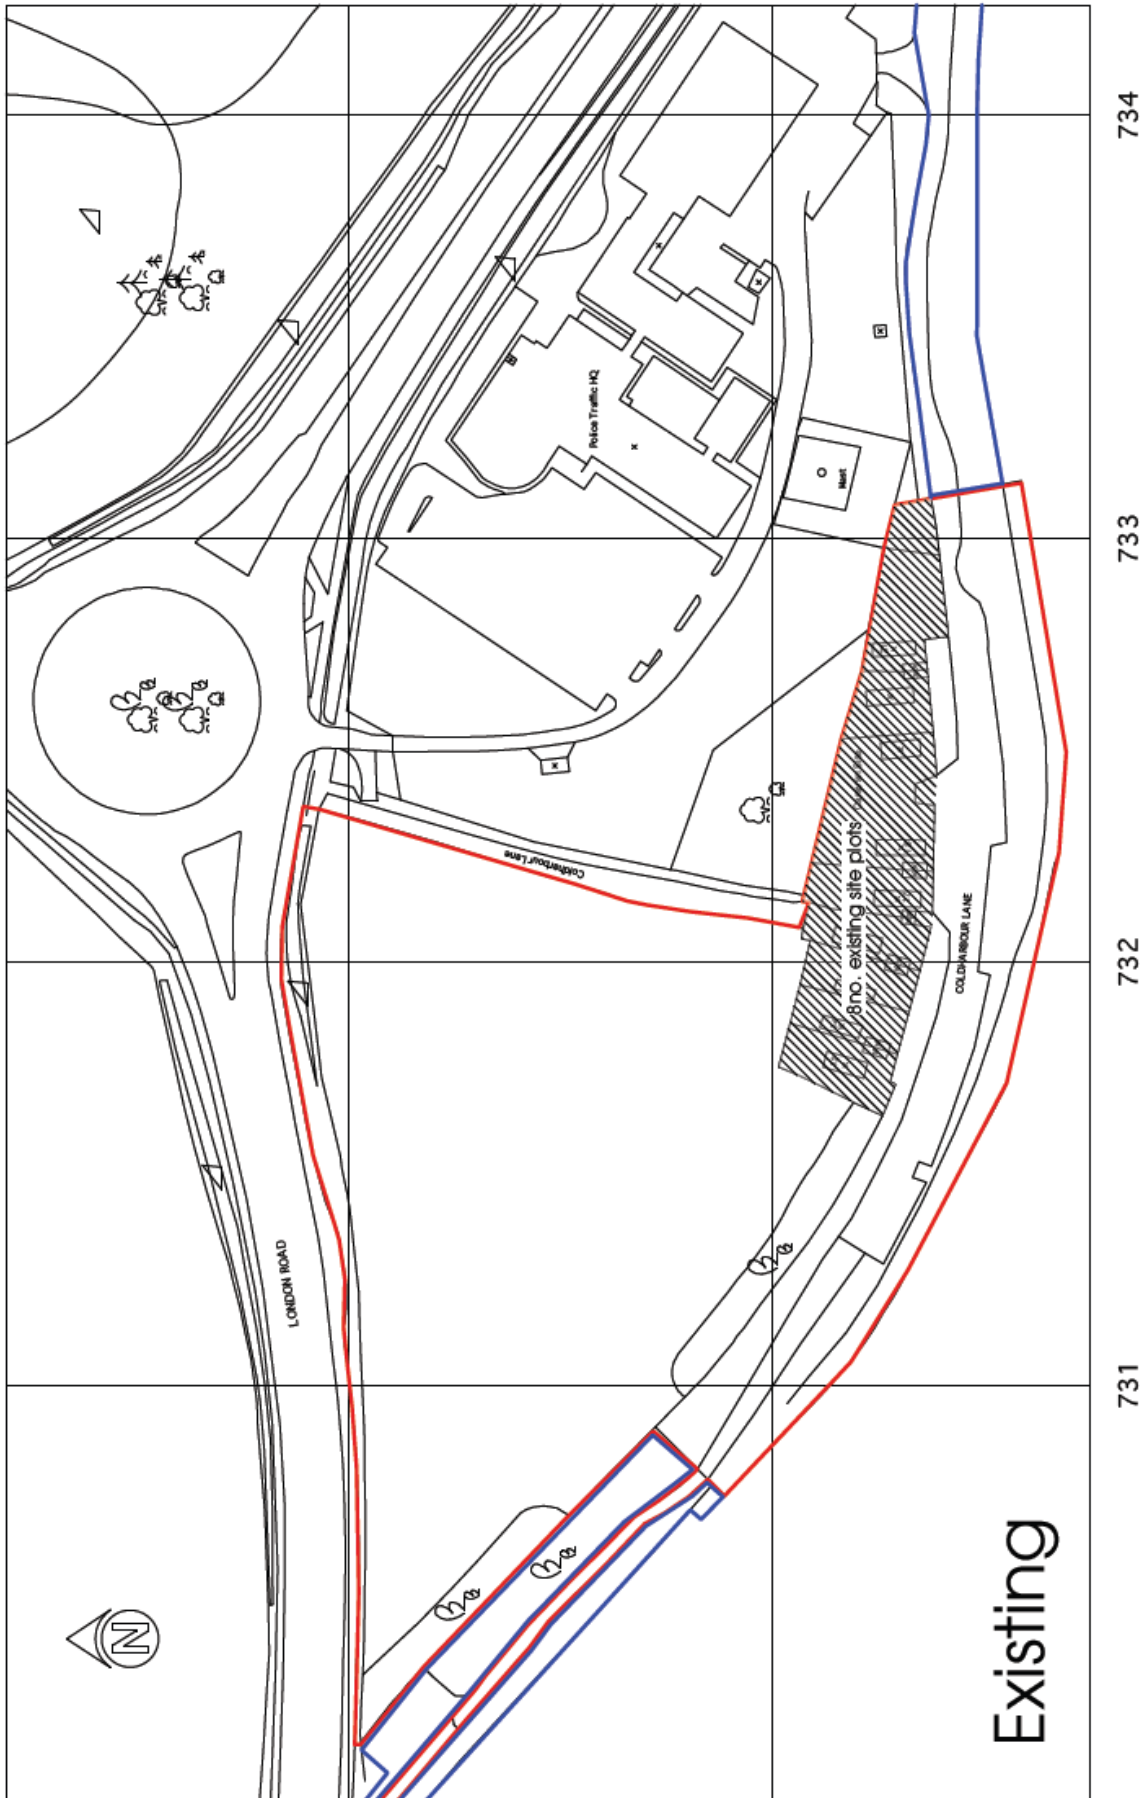 N
LONDON ROAD
Coldharbour Lane
Police Traffic HQ
Mast
8no. existing site plots
COLDHARBOUR LANE
731
732
733
734
Existing